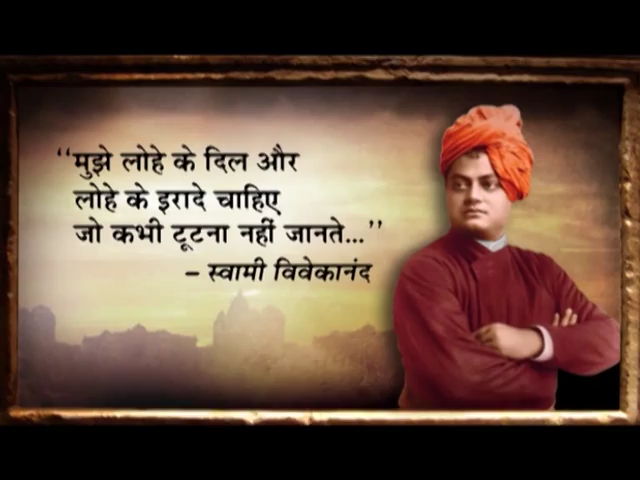 “मुझे लोहे के दिल और
लोहे के इरादे चाहिए
जो कभी टूटना नहीं जानते...”
– स्वामी विवेकानंद